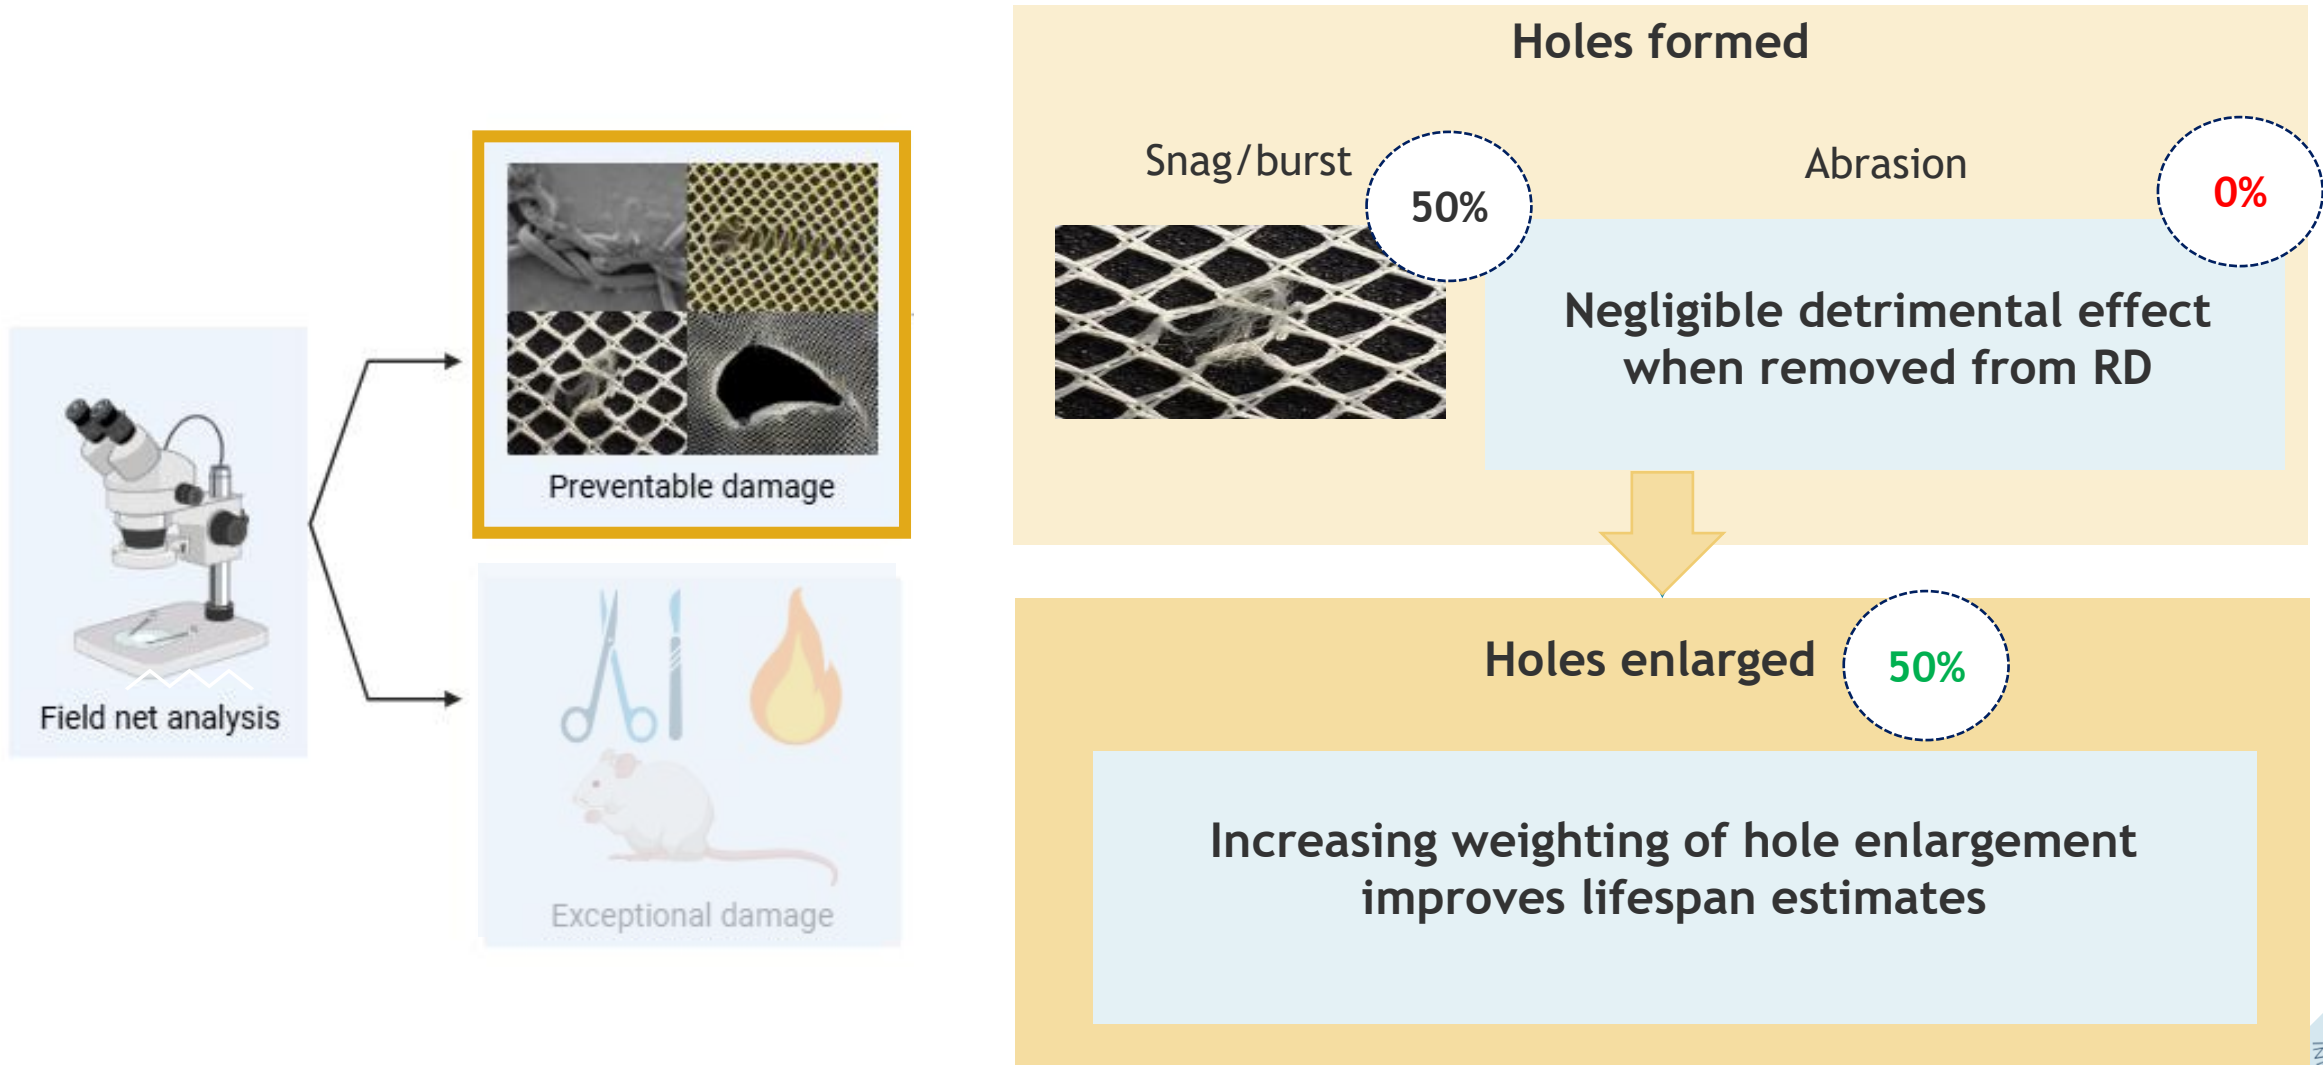 Field net analysis
Preventable damage
Exceptional damage
Holes formed
Snag/burst
50%
Abrasion
0%
Negligible detrimental effect
when removed from RD
Holes enlarged
50%
Increasing weighting of hole enlargement
improves lifespan estimates